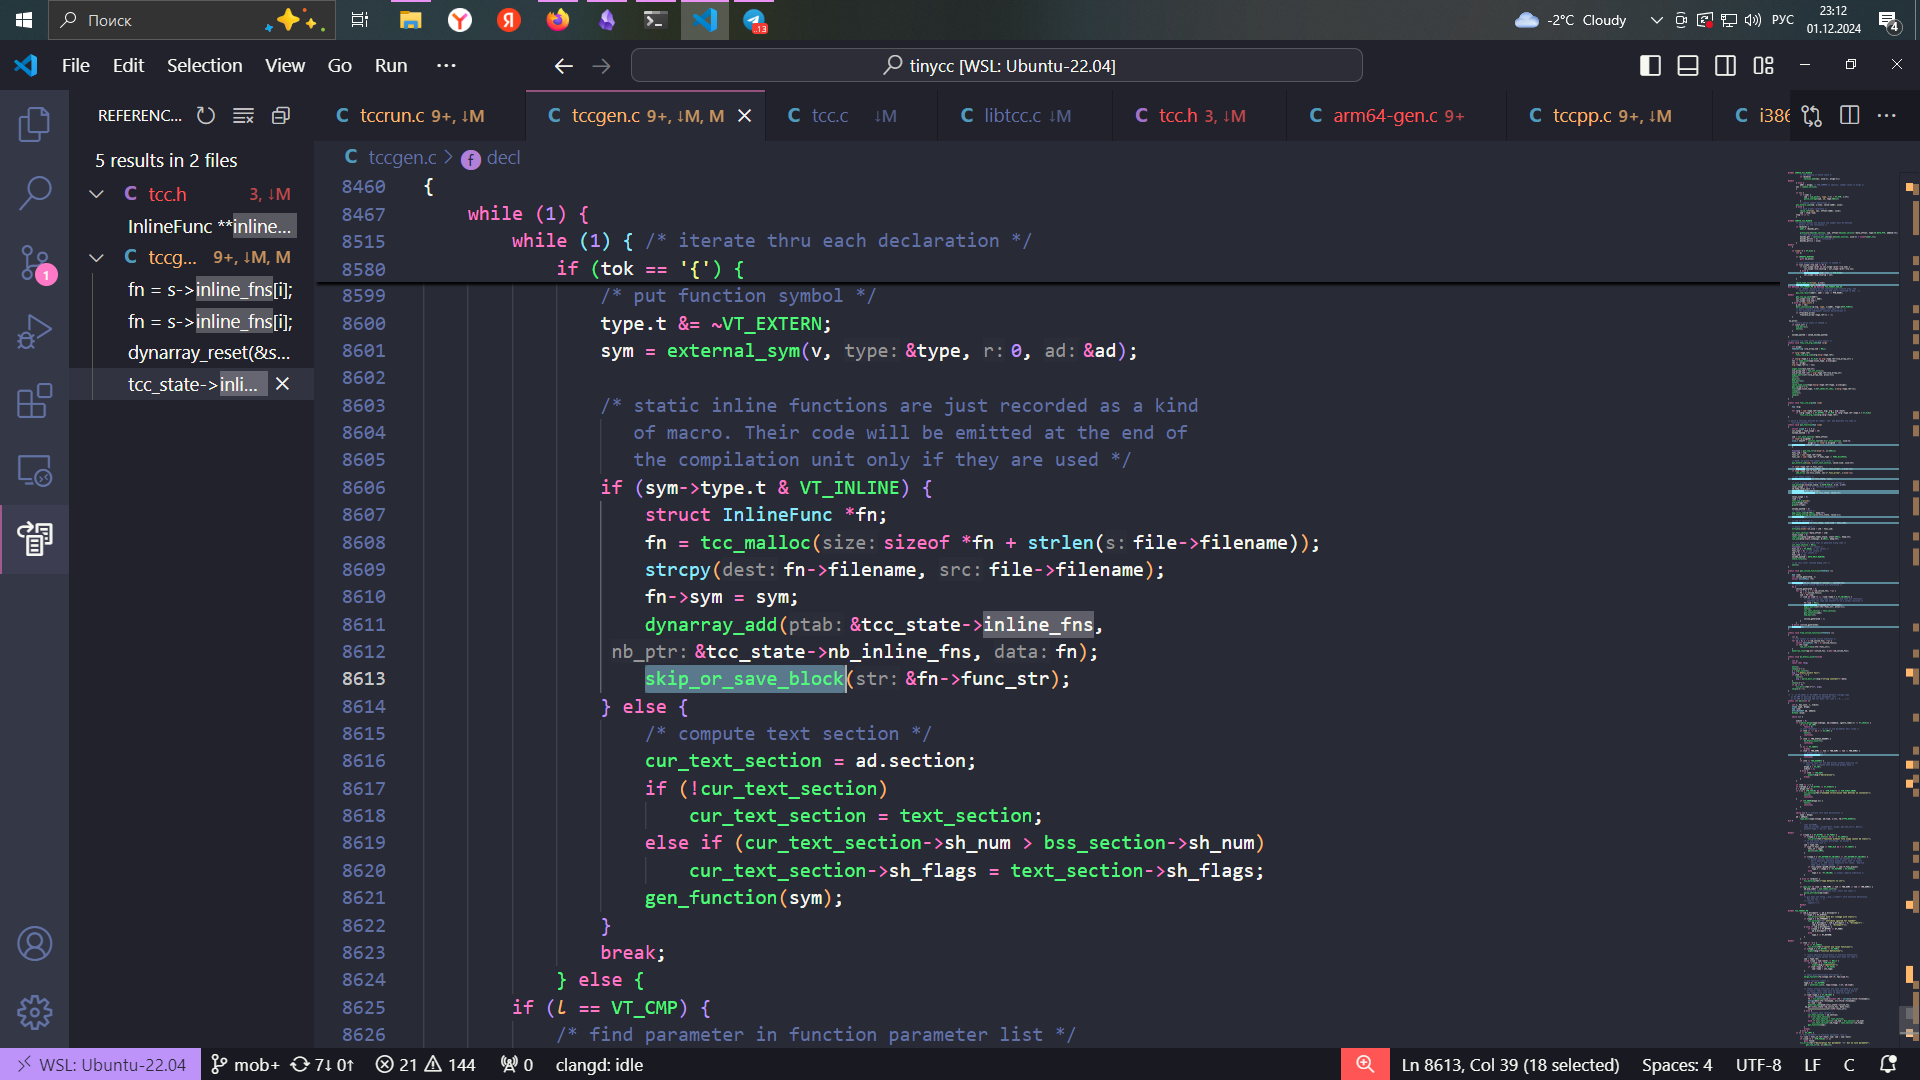 Поиск
13
-2°C Cloudy
РУС
23:12
01.12.2024
4
File Edit Selection View Go Run ···
tinycc [WSL: Ubuntu-22.04]
REFERENC...
C tccrun.c 9+, ↓M
C tccgen.c 9+, ↓M, M
C tcc.c ↓M
C libtcc.c ↓M
C tcc.h 3, ↓M
C arm64-gen.c 9+
C tccpp.c 9+, ↓M
C i386
5 results in 2 files
C tcc.h 3, ↓M
InlineFunc **inline...
C tccg... 9+, ↓M, M
fn = s->inline_fns[i];
fn = s->inline_fns[i];
dynarray_reset(&s...
tcc_state->inli...
1
C tccgen.c > f decl
8460 {
8467 while (1) {
8515 while (1) { /* iterate thru each declaration */
8580 if (tok == '{') {
8599 /* put function symbol */
8600 type.t &= ~VT_EXTERN;
8601 sym = external_sym(v, type: &type, r: 0, ad: &ad);
8602
8603 /* static inline functions are just recorded as a kind
8604 of macro. Their code will be emitted at the end of
8605 the compilation unit only if they are used */
8606 if (sym->type.t & VT_INLINE) {
8607 struct InlineFunc *fn;
8608 fn = tcc_malloc(size: sizeof *fn + strlen(s: file->filename));
8609 strcpy(dest: fn->filename, src: file->filename);
8610 fn->sym = sym;
8611 dynarray_add(ptab: &tcc_state->inline_fns,
8612 nb_ptr: &tcc_state->nb_inline_fns, data: fn);
8613 skip_or_save_block(str: &fn->func_str);
8614 } else {
8615 /* compute text section */
8616 cur_text_section = ad.section;
8617 if (!cur_text_section)
8618 cur_text_section = text_section;
8619 else if (cur_text_section->sh_num > bss_section->sh_num)
8620 cur_text_section->sh_flags = text_section->sh_flags;
8621 gen_function(sym);
8622 }
8623 break;
8624 } else {
8625 if (l == VT_CMP) {
8626 /* find parameter in function parameter list */
WSL: Ubuntu-22.04 mob+ 7↓ 0↑ 21 144 0 clangd: idle
Ln 8613, Col 39 (18 selected) Spaces: 4 UTF-8 LF C